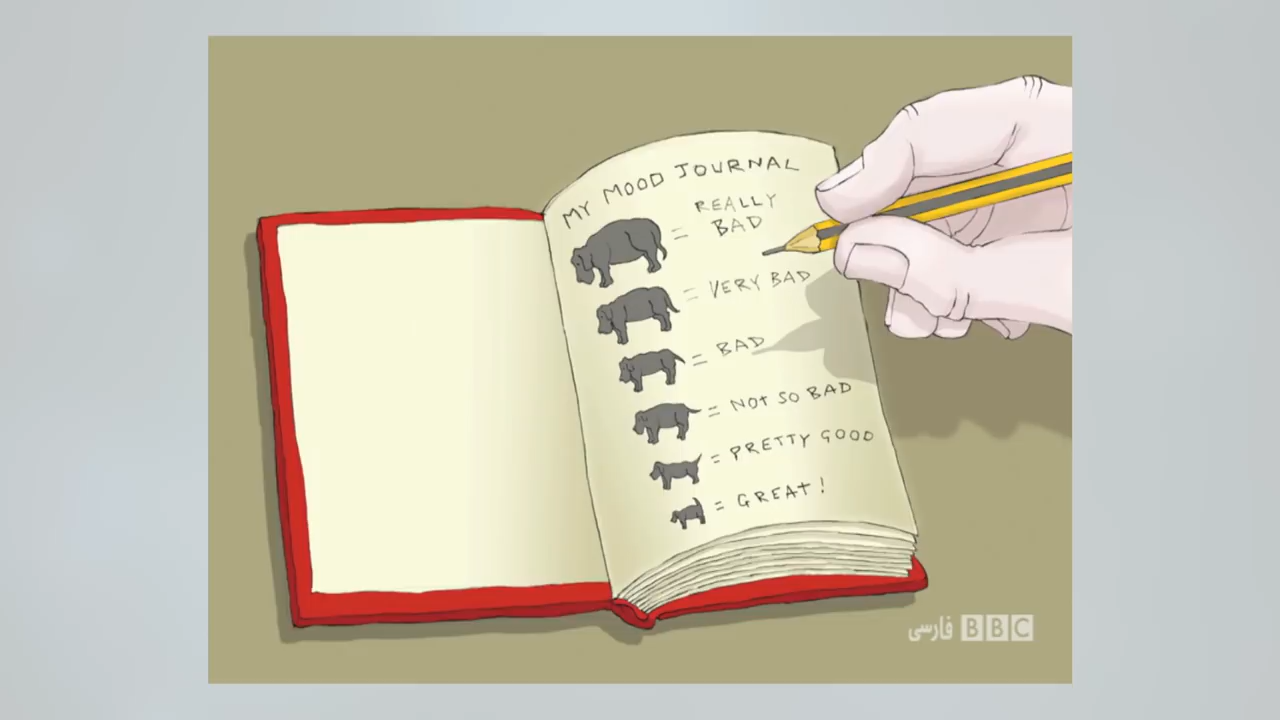 MY MOOD JOURNAL
= REALLY
BAD
= VERY BAD
= BAD
= NOt SO BAD
= PRETTY GOOD
= GREAt!
فارسی BBC